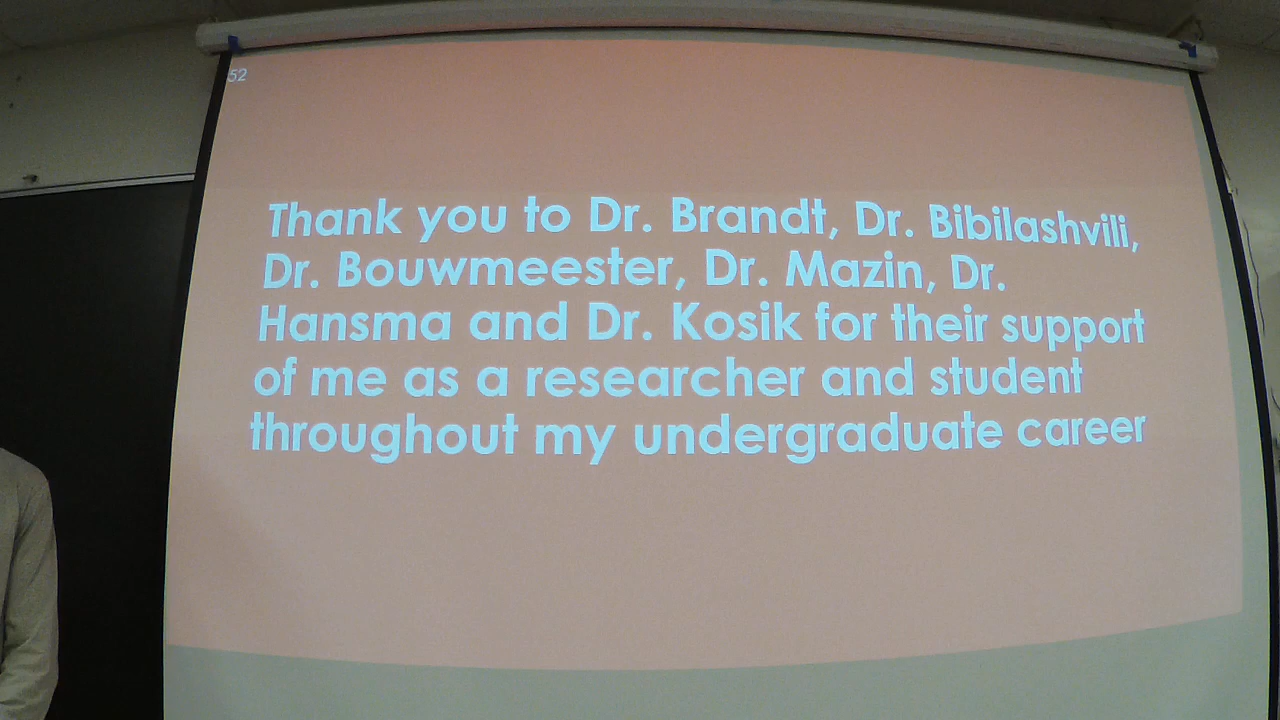 52
Thank you to Dr. Brandt, Dr. Bibilashvili,
Dr. Bouwmeester, Dr. Mazin, Dr.
Hansma and Dr. Kosik for their support
of me as a researcher and student
throughout my undergraduate career